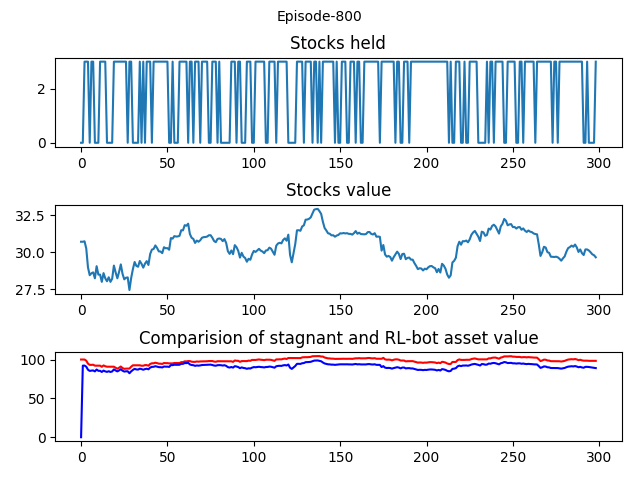 Episode-800
Stocks held
2
0
0 50 100 150 200 250 300
Stocks value
32.5
30.0
27.5
0 50 100 150 200 250 300
Comparision of stagnant and RL-bot asset value
100
50
0
0 50 100 150 200 250 300